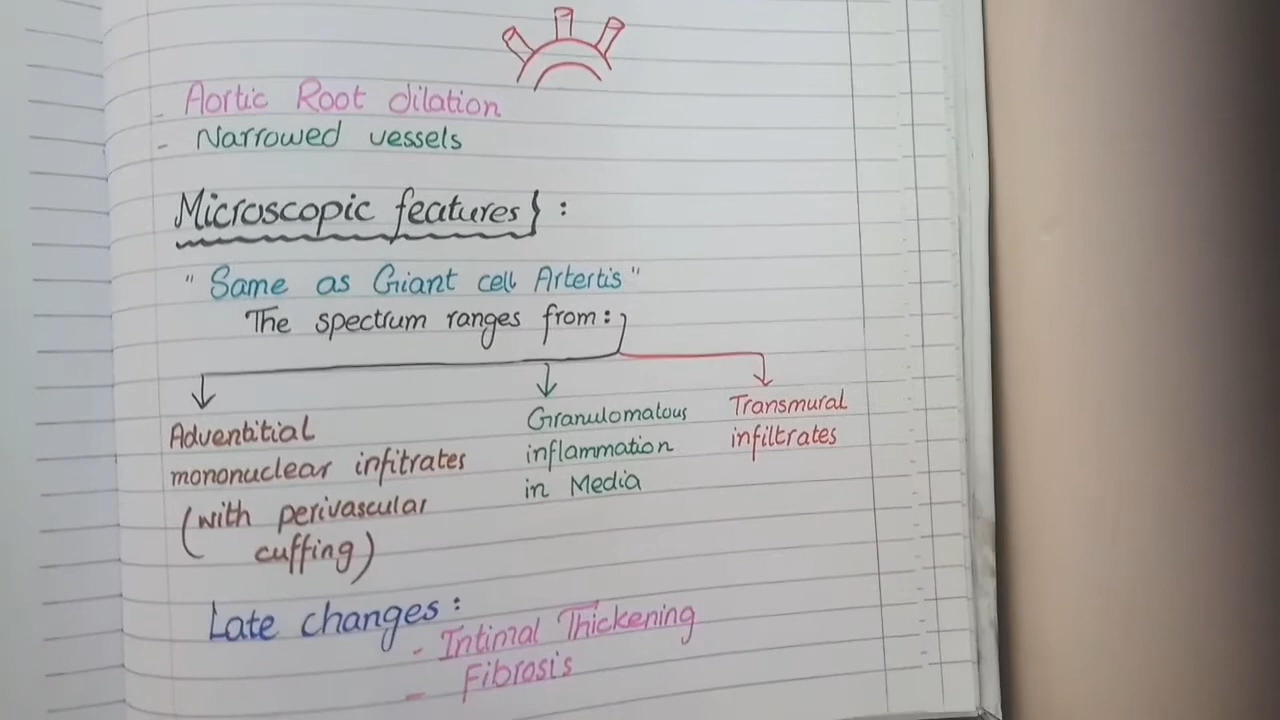 - Aortic Root dilation
- Narrowed vessels
Microscopic features} :
" Same as Giant cell Artertis "
The spectrum ranges from:
Adventitial
mononuclear infitrates
(with perivascular
cuffing)
Granulomatous
inflammation
in Media
Transmural
infiltrates
Late changes:
- Intimal Thickening
- Fibrosis